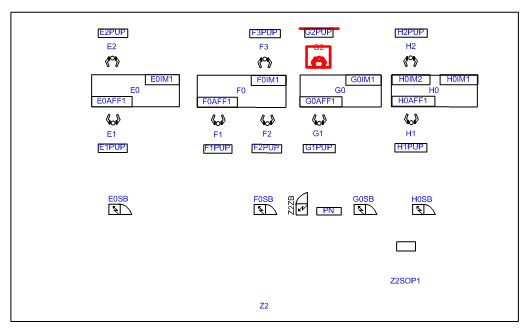 E2PUP F3PUP G2PUP H2PUP
E2 F3 G2 H2
E0IM1 F0IM1 G0IM1 H0IM2 H0IM1
E0 F0 G0 H0
E0AFF1 F0AFF1 G0AFF1 H0AFF1
E1 F1 F2 G1 H1
E1PUP F1PUP F2PUP G1PUP H1PUP
E0SB F0SB Z2ZB G0SB H0SB
PN
Z2SOP1
Z2